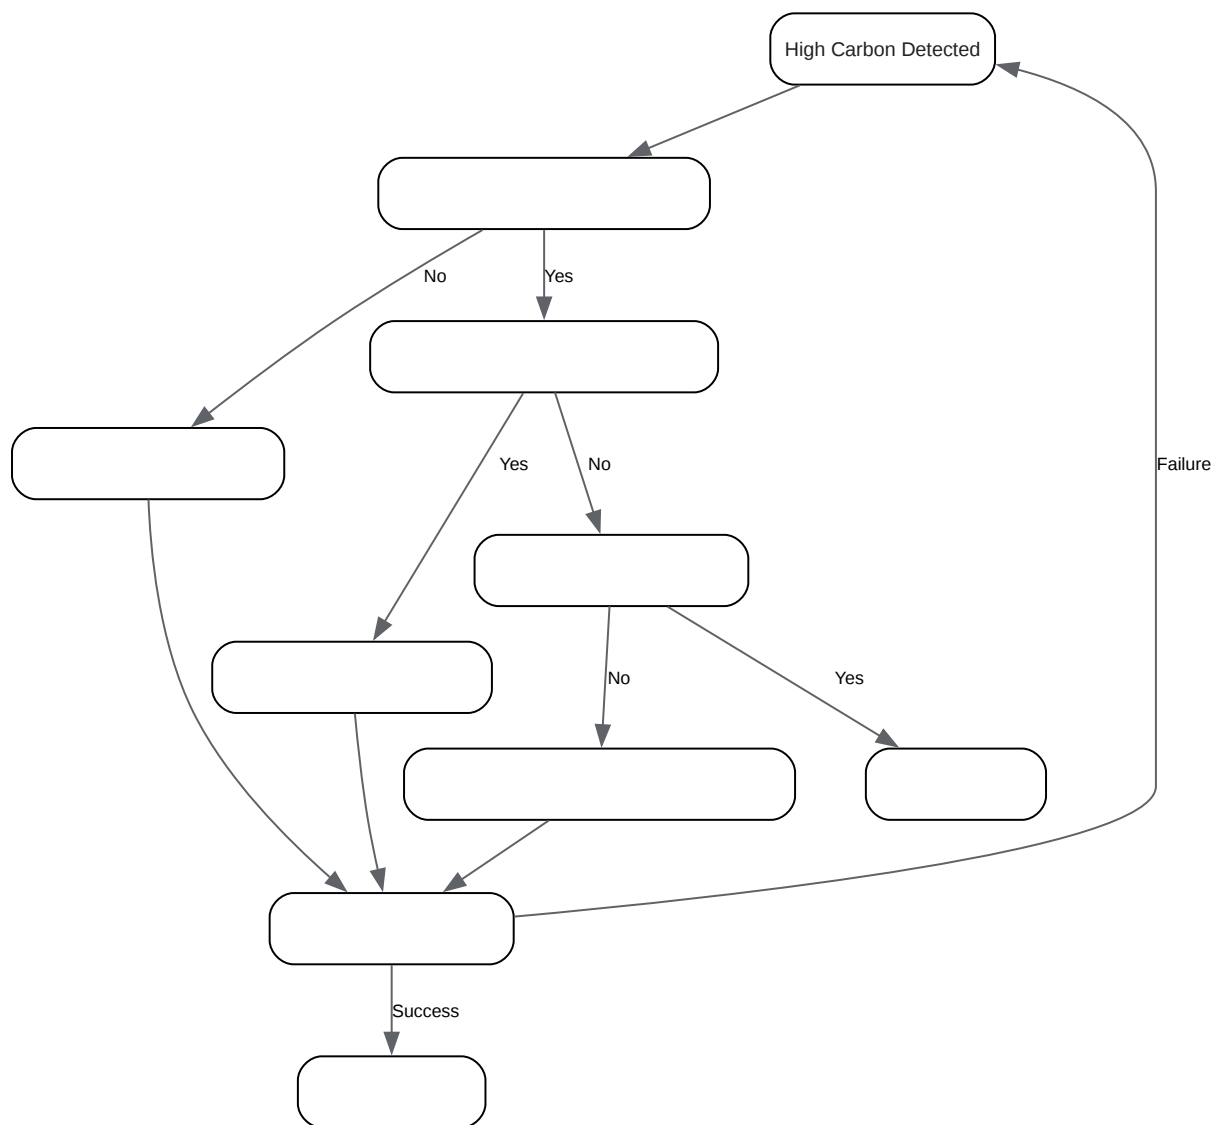 High Carbon Detected
No
Yes
Yes
No
Failure
No
Yes
Success